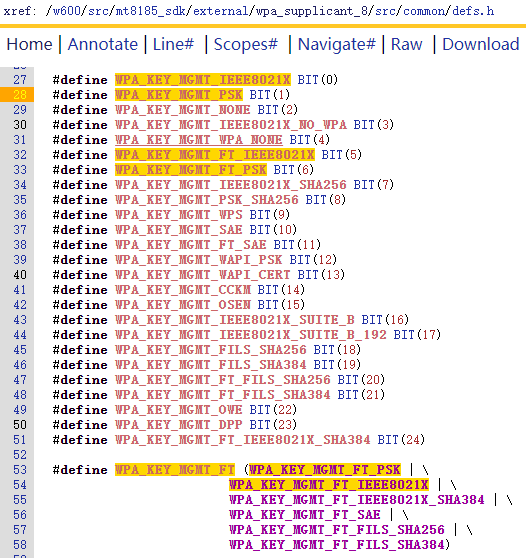 xref: /w600/src/mt8185_sdk/external/wpa_supplicant_8/src/common/defs.h
Home | Annotate | Line# | Scopes# | Navigate# | Raw | Download
27 #define WPA_KEY_MGMT_IEEE8021X BIT(0)
28 #define WPA_KEY_MGMT_PSK BIT(1)
29 #define WPA_KEY_MGMT_NONE BIT(2)
30 #define WPA_KEY_MGMT_IEEE8021X_NO_WPA BIT(3)
31 #define WPA_KEY_MGMT_WPA_NONE BIT(4)
32 #define WPA_KEY_MGMT_FT_IEEE8021X BIT(5)
33 #define WPA_KEY_MGMT_FT_PSK BIT(6)
34 #define WPA_KEY_MGMT_IEEE8021X_SHA256 BIT(7)
35 #define WPA_KEY_MGMT_PSK_SHA256 BIT(8)
36 #define WPA_KEY_MGMT_WPS BIT(9)
37 #define WPA_KEY_MGMT_SAE BIT(10)
38 #define WPA_KEY_MGMT_FT_SAE BIT(11)
39 #define WPA_KEY_MGMT_WAPI_PSK BIT(12)
40 #define WPA_KEY_MGMT_WAPI_CERT BIT(13)
41 #define WPA_KEY_MGMT_CCKM BIT(14)
42 #define WPA_KEY_MGMT_OSEN BIT(15)
43 #define WPA_KEY_MGMT_IEEE8021X_SUITE_B BIT(16)
44 #define WPA_KEY_MGMT_IEEE8021X_SUITE_B_192 BIT(17)
45 #define WPA_KEY_MGMT_FILS_SHA256 BIT(18)
46 #define WPA_KEY_MGMT_FILS_SHA384 BIT(19)
47 #define WPA_KEY_MGMT_FT_FILS_SHA256 BIT(20)
48 #define WPA_KEY_MGMT_FT_FILS_SHA384 BIT(21)
49 #define WPA_KEY_MGMT_OWE BIT(22)
50 #define WPA_KEY_MGMT_DPP BIT(23)
51 #define WPA_KEY_MGMT_FT_IEEE8021X_SHA384 BIT(24)
52
53 #define WPA_KEY_MGMT_FT (WPA_KEY_MGMT_FT_PSK | \
54 WPA_KEY_MGMT_FT_IEEE8021X | \
55 WPA_KEY_MGMT_FT_IEEE8021X_SHA384 | \
56 WPA_KEY_MGMT_FT_SAE | \
57 WPA_KEY_MGMT_FT_FILS_SHA256 | \
58 WPA_KEY_MGMT_FT_FILS_SHA384)